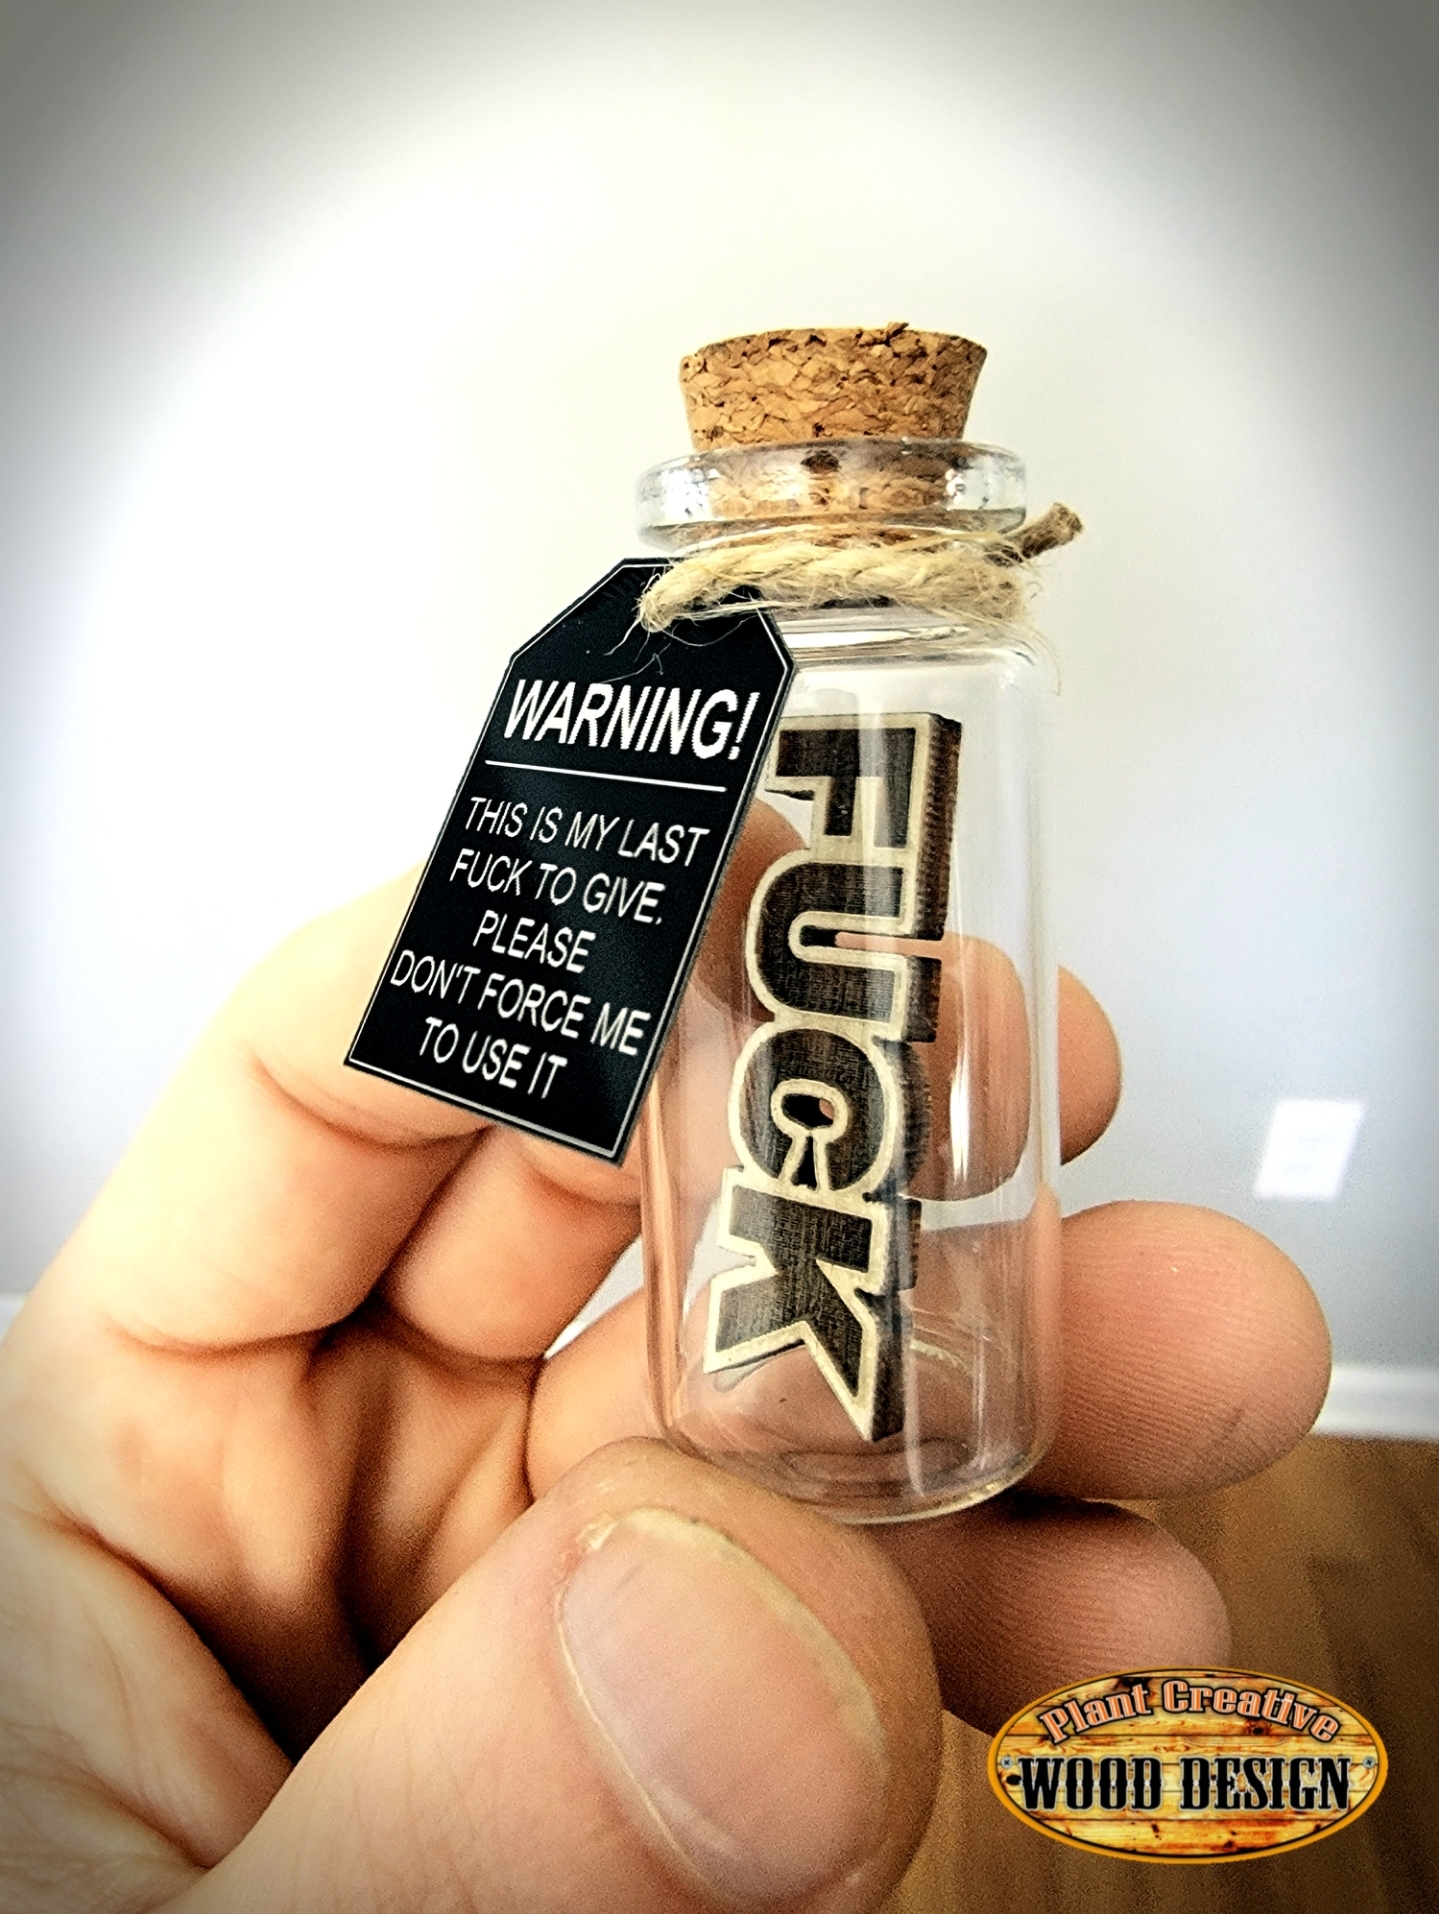 WARNING!
THIS IS MY LAST
FUCK TO GIVE.
PLEASE
DON'T FORCE ME
TO USE IT
FUCK
Plant Creative
WOOD DESIGN